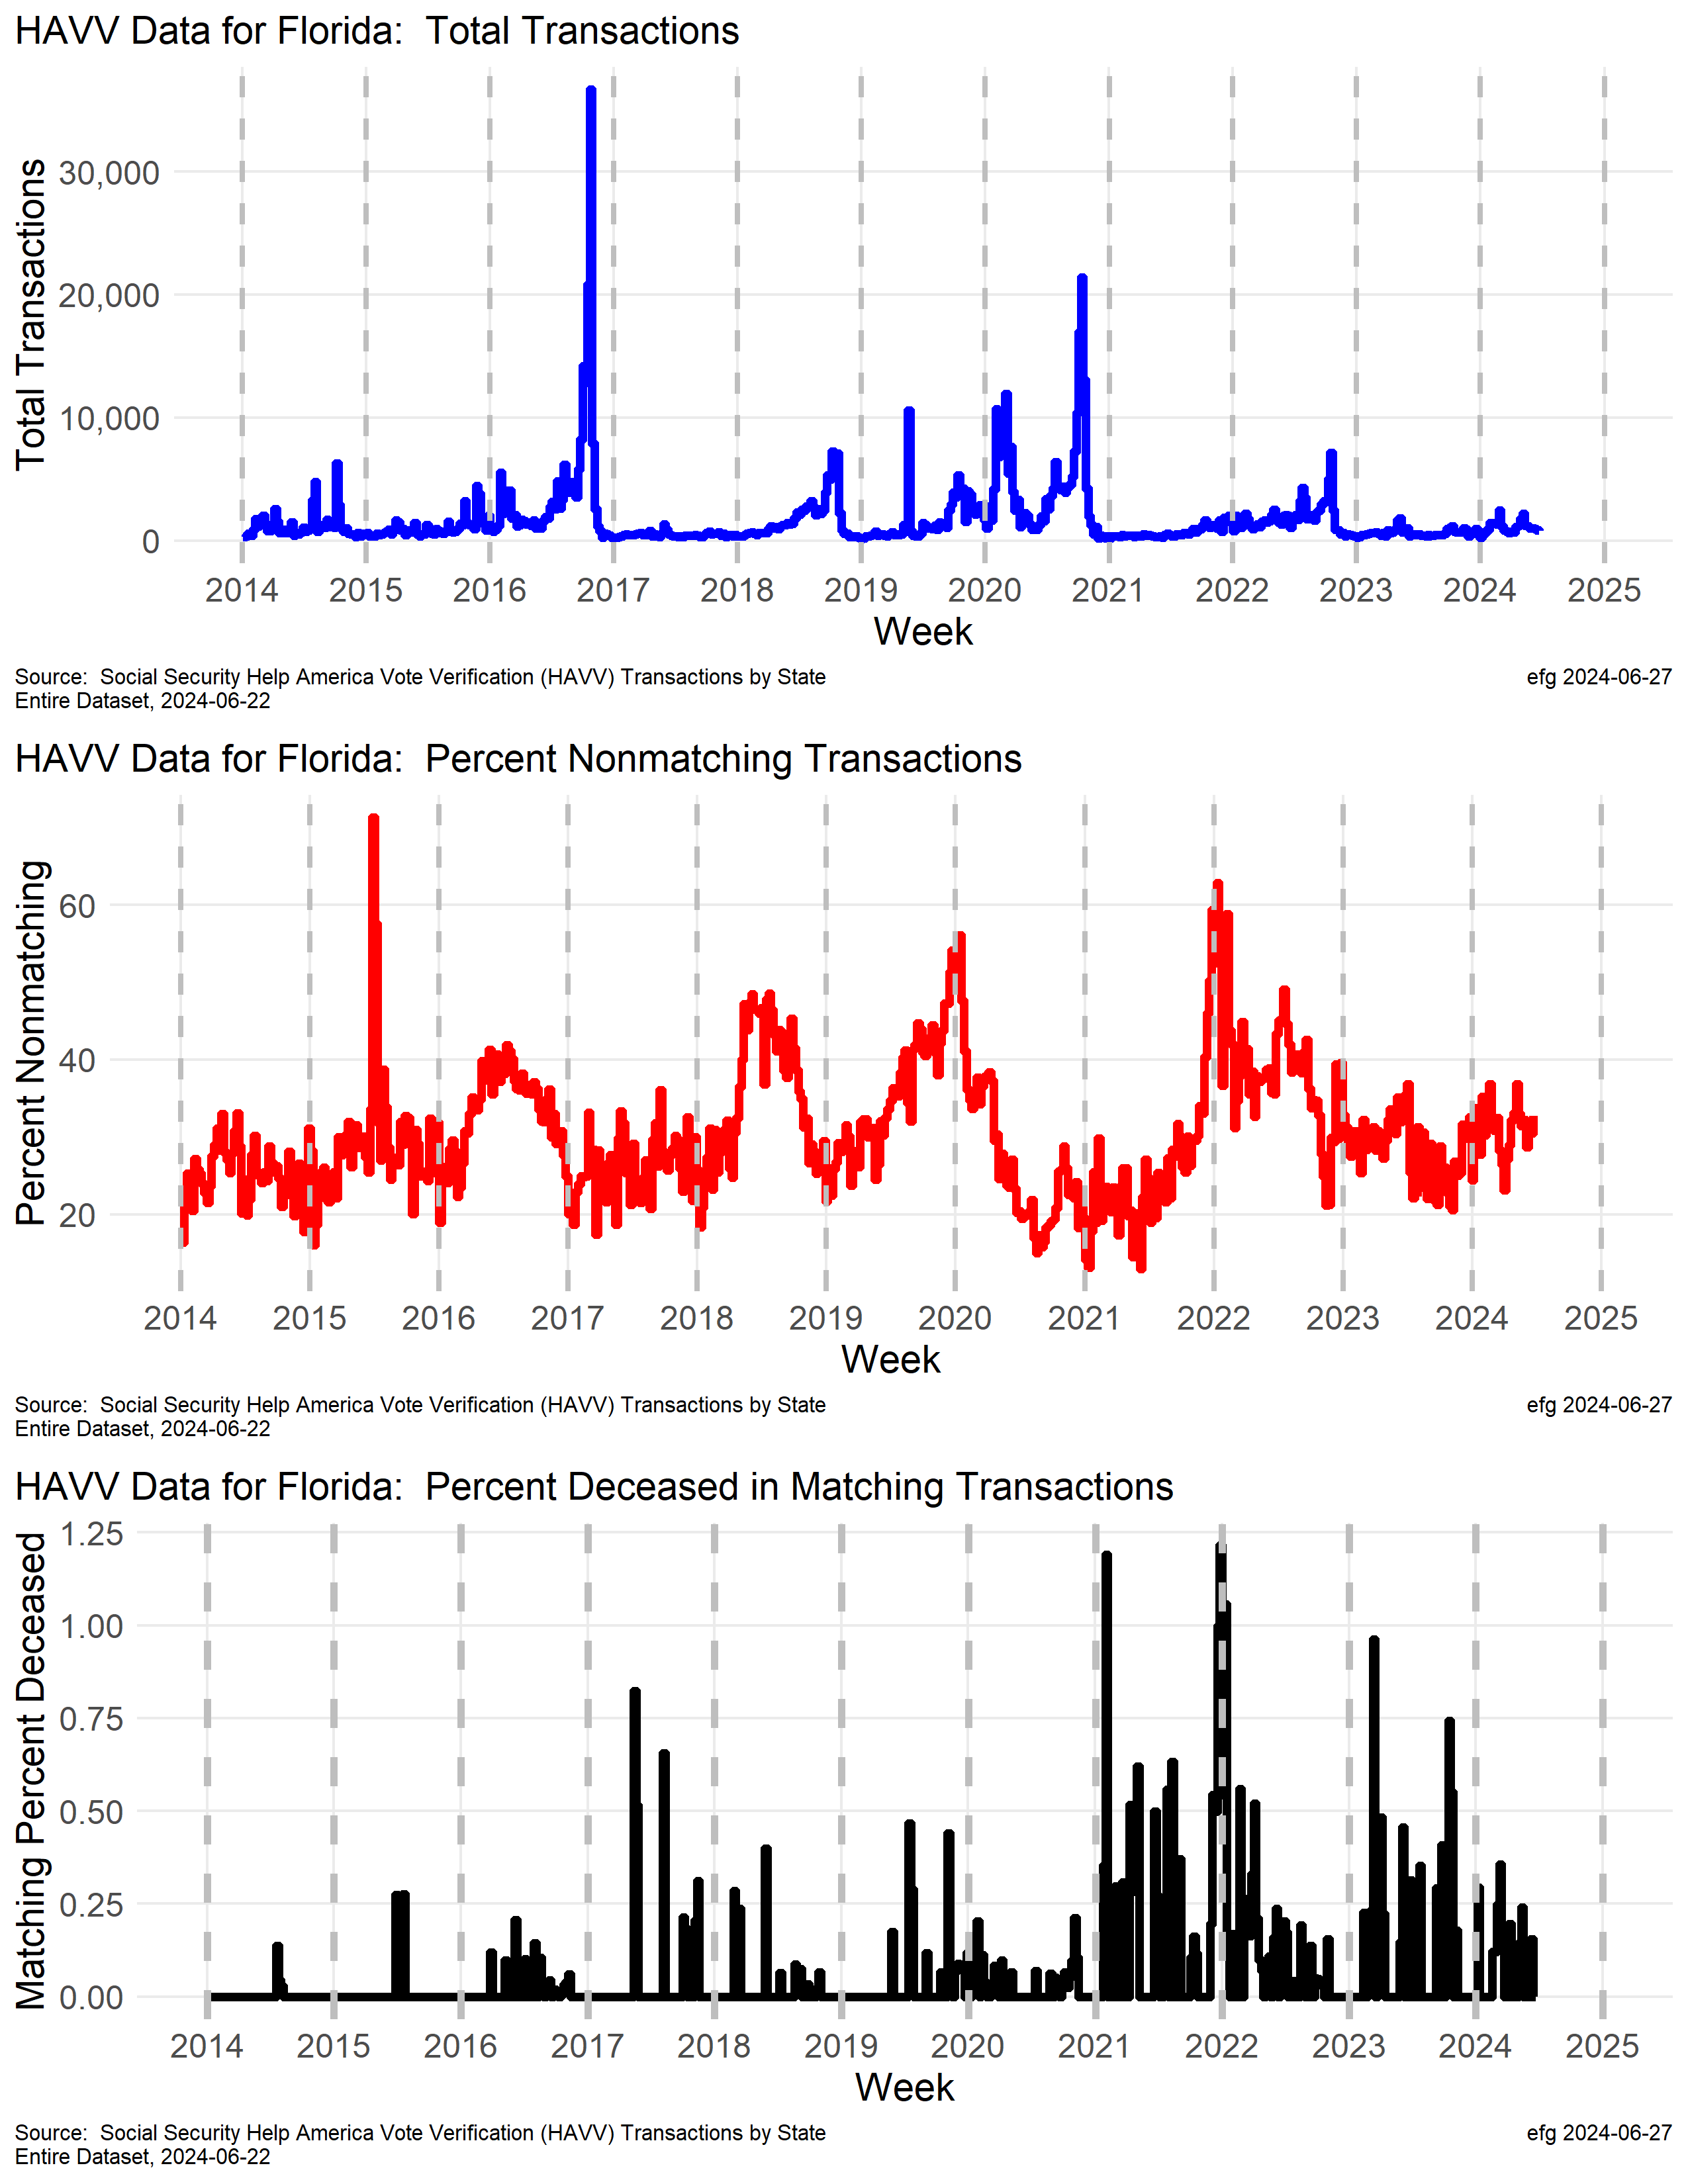 HAVV Data for Florida:  Total Transactions
Total Transactions
30,000
20,000
10,000
0
2014 2015 2016 2017 2018 2019 2020 2021 2022 2023 2024 2025
Week
Source:  Social Security Help America Vote Verification (HAVV) Transactions by State
Entire Dataset, 2024-06-22
efg 2024-06-27
HAVV Data for Florida:  Percent Nonmatching Transactions
Percent Nonmatching
60
40
20
2014 2015 2016 2017 2018 2019 2020 2021 2022 2023 2024 2025
Week
Source:  Social Security Help America Vote Verification (HAVV) Transactions by State
Entire Dataset, 2024-06-22
efg 2024-06-27
HAVV Data for Florida:  Percent Deceased in Matching Transactions
Matching Percent Deceased
1.25
1.00
0.75
0.50
0.25
0.00
2014 2015 2016 2017 2018 2019 2020 2021 2022 2023 2024 2025
Week
Source:  Social Security Help America Vote Verification (HAVV) Transactions by State
Entire Dataset, 2024-06-22
efg 2024-06-27